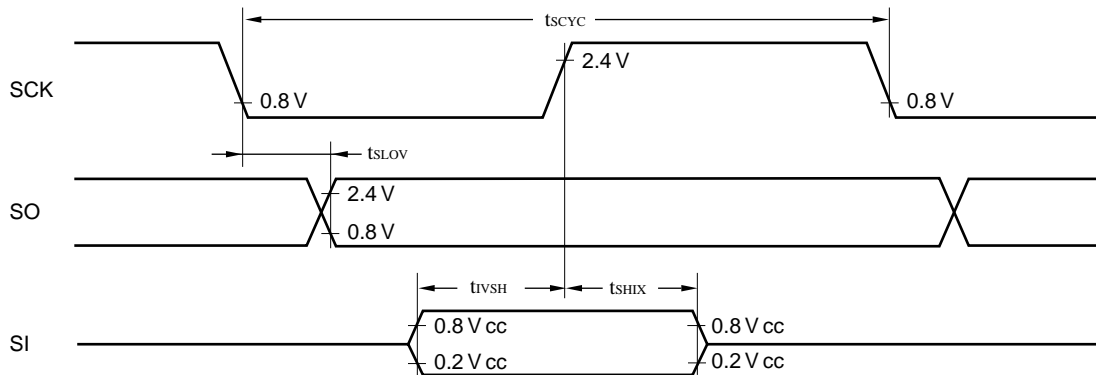 tSCYC
SCK
2.4 V
0.8 V
0.8 V
tSLOV
SO
2.4 V
0.8 V
tIVSH
tSHIX
SI
0.8 V cc
0.8 V cc
0.2 V cc
0.2 V cc